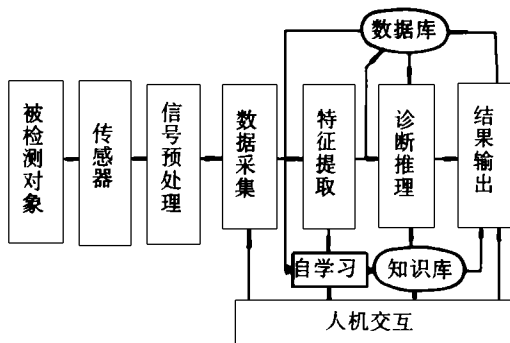 数据库
被检测对象
传感器
信号预处理
数据采集
特征提取
诊断推理
结果输出
自学习
知识库
人机交互